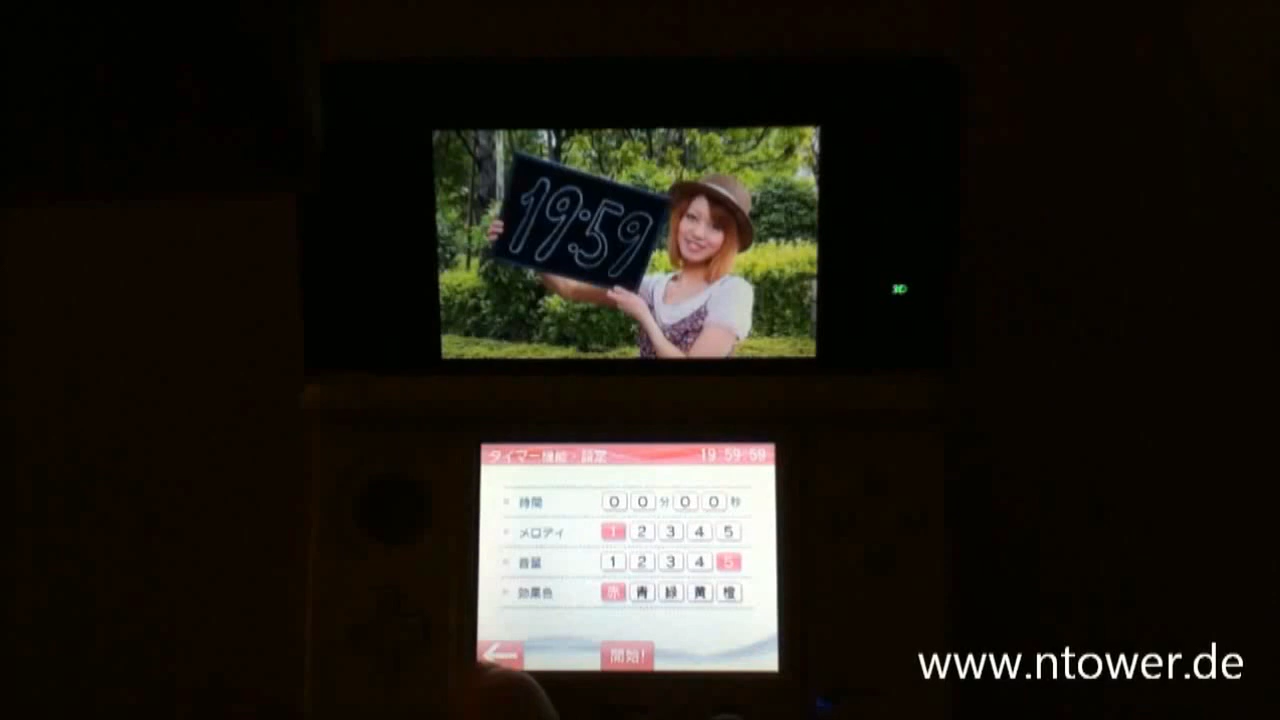 19:59
3D
タイマー機能・設定 19:59:59
時間 0 0 分 0 0 秒
メロディ 1 2 3 4 5
音量 1 2 3 4 5
効果色 赤 青 緑 黄 橙
開始!
www.ntower.de